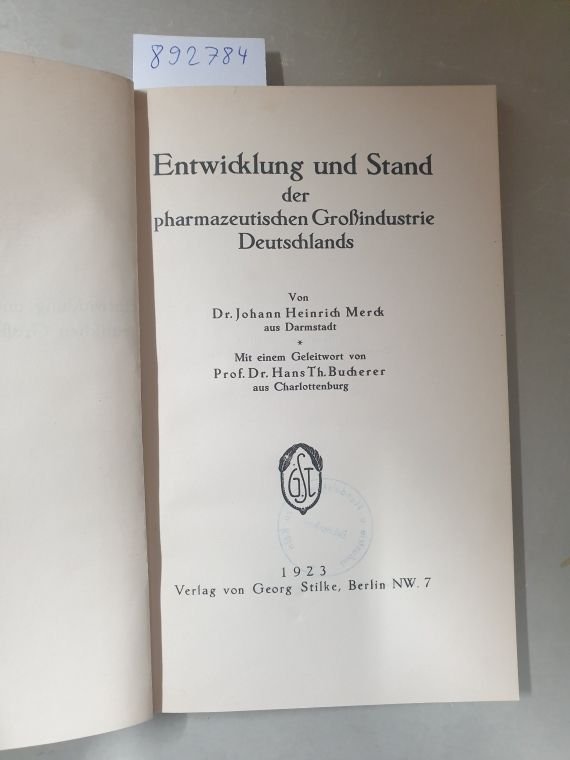 892784
Entwicklung und Stand
der
pharmazeutischen Großindustrie
Deutschlands
Von
Dr. Johann Heinrich Merck
aus Darmstadt
*
Mit einem Geleitwort von
Prof. Dr. Hans Th. Bucherer
aus Charlottenburg
G.St
1923
Verlag von Georg Stilke, Berlin NW. 7